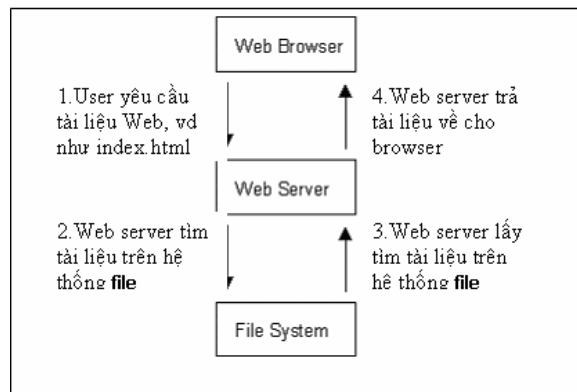 Web Browser
1.User yêu cầu
tài liệu Web, vd
như index.html
4.Web server trả
tài liệu về cho
browser
Web Server
2.Web server tìm
tài liệu trên hệ
thống file
3.Web server lấy
tìm tài liệu trên
hê thống file
File System